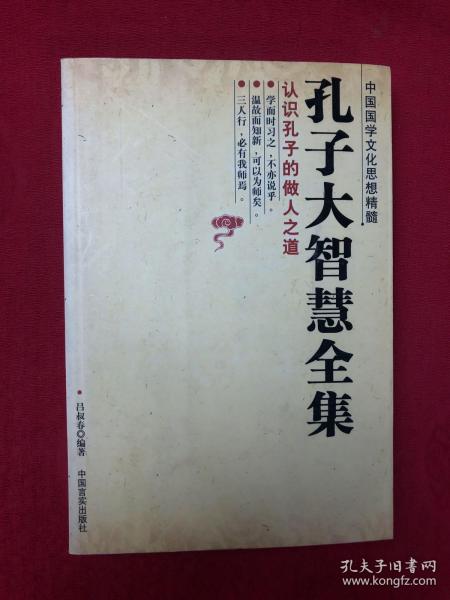 中国国学文化思想精髓
孔子大智慧全集
认识孔子的做人之道
学而时习之，不亦说乎。
温故而知新，可以为师矣。
三人行，必有我师焉。
吕叔春◎编著
中国言实出版社
孔夫子旧书网
www.kongfz.com